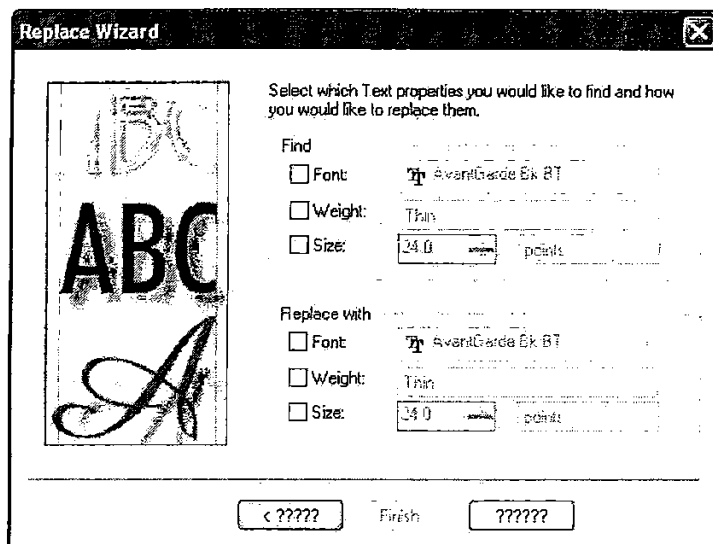 Replace Wizard
ABC
ABC
A
Select which Text properties you would like to find and how
you would like to replace them.
Find
Font: AvantGarde Bk BT
Weight: Thin
Size: 24.0 points
Replace with
Font: AvantGarde Bk BT
Weight: Thin
Size: 24.0 points
< ?????
Finish
??????